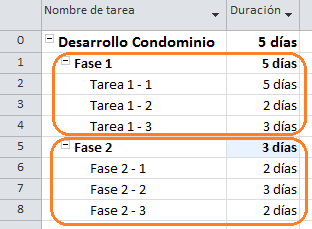 Nombre de tarea Duración
0 Desarrollo Condominio 5 días
1 Fase 1 5 días
2 Tarea 1 - 1 5 días
3 Tarea 1 - 2 2 días
4 Tarea 1 - 3 3 días
5 Fase 2 3 días
6 Fase 2 - 1 2 días
7 Fase 2 - 2 3 días
8 Fase 2 - 3 2 días